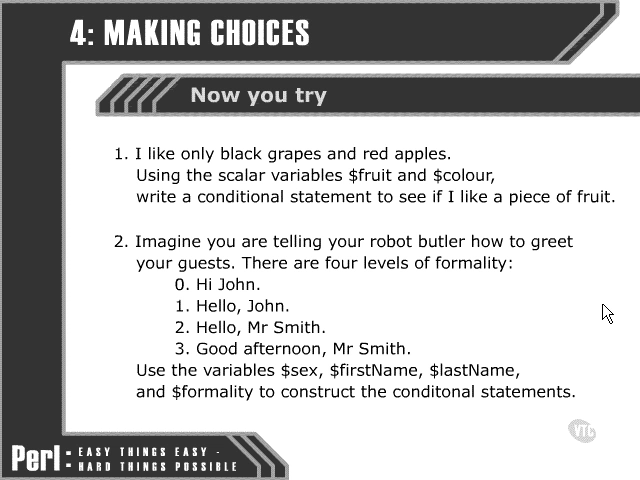 4: MAKING CHOICES
Now you try
1. I like only black grapes and red apples.
Using the scalar variables $fruit and $colour,
write a conditional statement to see if I like a piece of fruit.
2. Imagine you are telling your robot butler how to greet
your guests. There are four levels of formality:
0. Hi John.
1. Hello, John.
2. Hello, Mr Smith.
3. Good afternoon, Mr Smith.
Use the variables $sex, $firstName, $lastName,
and $formality to construct the conditonal statements.
VTC
Perl: EASY THINGS EASY -
HARD THINGS POSSIBLE